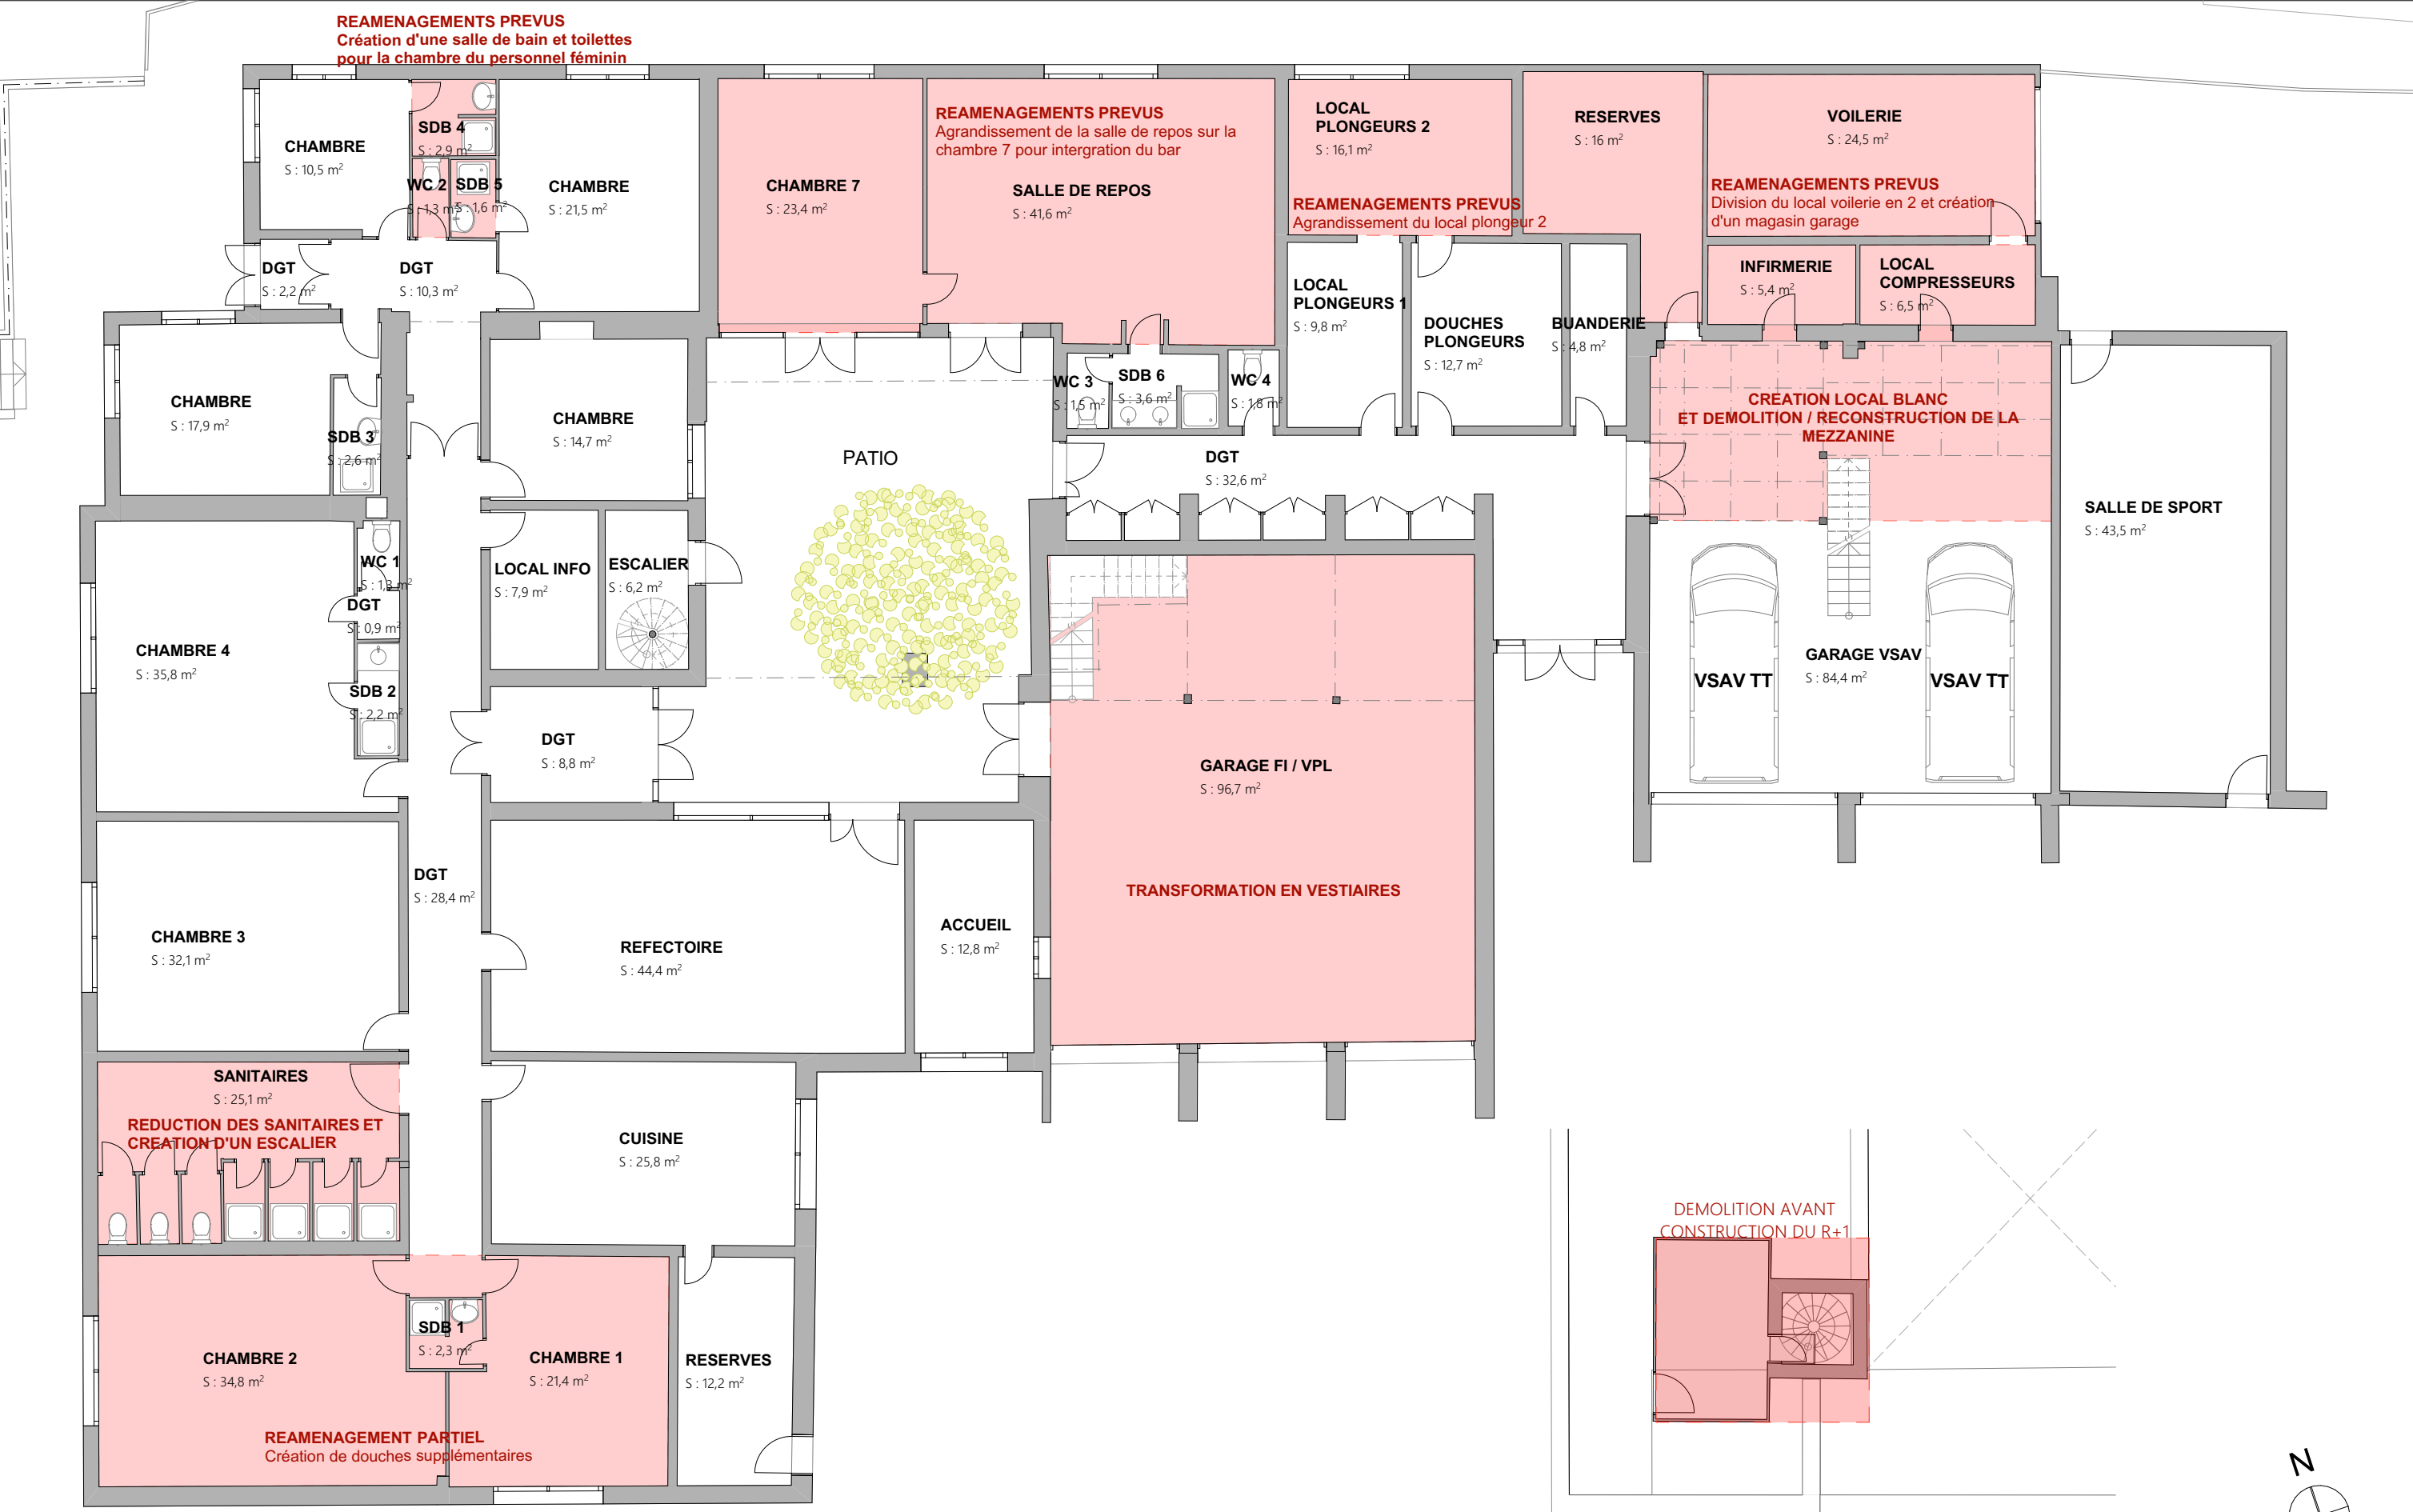 REAMENAGEMENTS PREVUS
Création d'une salle de bain et toilettes
pour la chambre du personnel féminin
CHAMBRE
S : 10,5 m²
SDB 4
S : 2,9 m²
WC 2
S : 1,3 m²
SDB 5
S : 1,6 m²
CHAMBRE
S : 21,5 m²
DGT
S : 2,2 m²
DGT
S : 10,3 m²
CHAMBRE 7
S : 23,4 m²
REAMENAGEMENTS PREVUS
Agrandissement de la salle de repos sur la
chambre 7 pour intergration du bar
SALLE DE REPOS
S : 41,6 m²
LOCAL
PLONGEURS 2
S : 16,1 m²
REAMENAGEMENTS PREVUS
Agrandissement du local plongeur 2
RESERVES
S : 16 m²
VOILERIE
S : 24,5 m²
REAMENAGEMENTS PREVUS
Division du local voilerie en 2 et création
d'un magasin garage
INFIRMERIE
S : 5,4 m²
LOCAL
COMPRESSEURS
S : 6,5 m²
LOCAL
PLONGEURS 1
S : 9,8 m²
DOUCHES
PLONGEURS
S : 12,7 m²
BUANDERIE
S : 4,8 m²
CHAMBRE
S : 17,9 m²
SDB 3
S : 2,6 m²
CHAMBRE
S : 14,7 m²
PATIO
WC 3
S : 1,5 m²
SDB 6
S : 3,6 m²
WC 4
S : 1,8 m²
DGT
S : 32,6 m²
CREATION LOCAL BLANC
ET DEMOLITION / RECONSTRUCTION DE LA
MEZZANINE
SALLE DE SPORT
S : 43,5 m²
WC 1
S : 1,3 m²
DGT
S : 0,9 m²
SDB 2
S : 2,2 m²
CHAMBRE 4
S : 35,8 m²
LOCAL INFO
S : 7,9 m²
ESCALIER
S : 6,2 m²
DGT
S : 8,8 m²
VSAV TT
GARAGE VSAV
S : 84,4 m²
VSAV TT
GARAGE FI / VPL
S : 96,7 m²
TRANSFORMATION EN VESTIAIRES
DGT
S : 28,4 m²
CHAMBRE 3
S : 32,1 m²
REFECTOIRE
S : 44,4 m²
ACCUEIL
S : 12,8 m²
SANITAIRES
S : 25,1 m²
REDUCTION DES SANITAIRES ET
CREATION D'UN ESCALIER
CUISINE
S : 25,8 m²
SDB 1
S : 2,3 m²
CHAMBRE 2
S : 34,8 m²
CHAMBRE 1
S : 21,4 m²
RESERVES
S : 12,2 m²
REAMENAGEMENT PARTIEL
Création de douches supplémentaires
DEMOLITION AVANT
CONSTRUCTION DU R+1
N